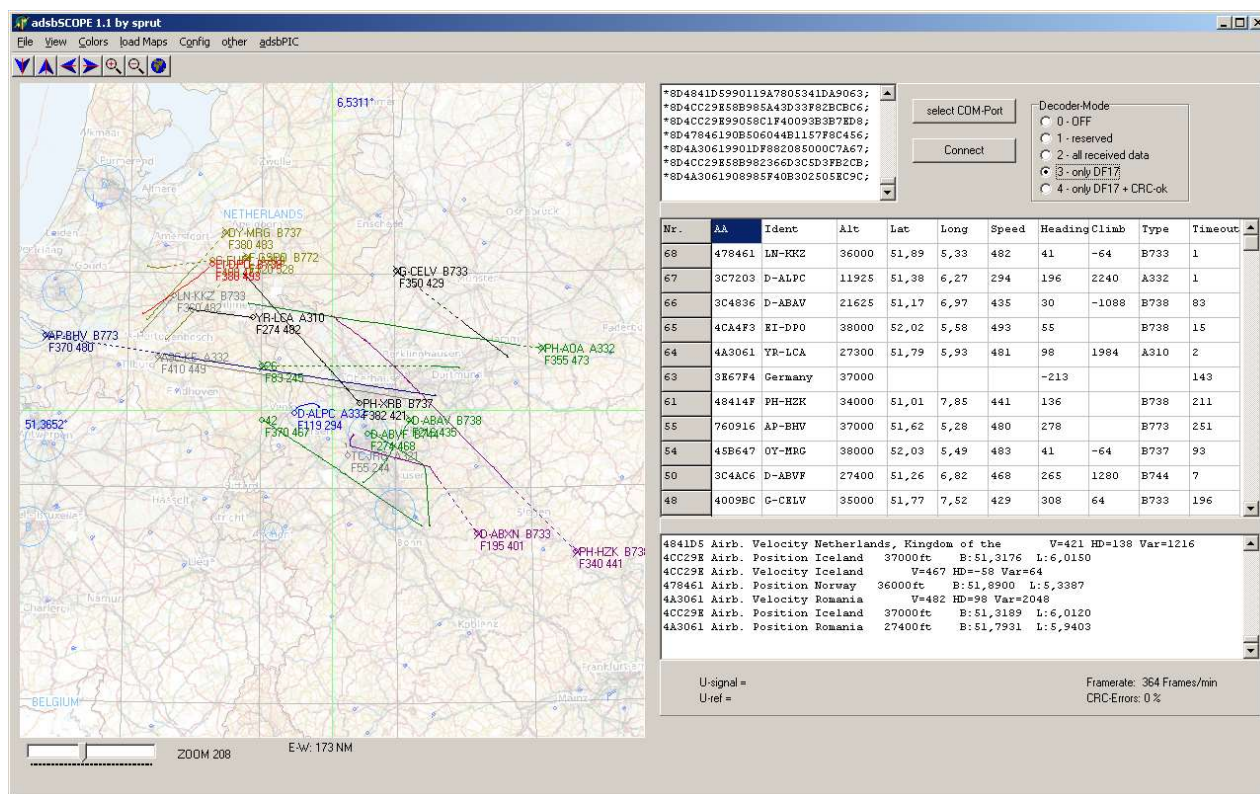 adsbSCOPE 1.1 by sprut
File View Colors load Maps Config other adsbPIC
6,5311°
NETHERLANDS
OY-MRG B737
F380 483
B772
G-CELV B733
F350 429
LN-KKZ B733
F360 482
YR-LCA A310
F274 482
AP-BHV B773
F370 480
PH-AOA A332
F355 473
A332
F410 449
F83 245
PH-XRB B737
F382 421
D-ALPC A332
F119 294
D-ABAV B738
42
F370 467
D-ABVF B744
F274 468
51,3652°
F55 244
D-ABXN B733
F195 401
PH-HZK B738
F340 441
Bonn
Koblenz
Frankfurt
Mainz
Namur
Zwolle
Enschede
Dortmund
Hasselt
BELGIUM
ZOOM 208
E-W: 173 NM
*8D4841D5990119A7805341DA9063;
*8D4CC29E58B985A43D33F82BCBC6;
*8D4CC29E99058C1F40093B3B7ED8;
*8D47846190B506044B1157F8C456;
*8D4A30619901DF882085000C7A67;
*8D4CC29E58B982366D3C5D3FB2CB;
*8D4A3061908985F40B302505EC9C;
select COM-Port
Connect
Decoder-Mode
0 - OFF
1 - reserved
2 - all received data
3 - only DF17
4 - only DF17 + CRC-ok
Nr. AA Ident Alt Lat Long Speed Heading Climb Type Timeout
68 478461 LN-KKZ 36000 51,89 5,33 482 41 -64 B733 1
67 3C7203 D-ALPC 11925 51,38 6,27 294 196 2240 A332 1
66 3C4836 D-ABAV 21625 51,17 6,97 435 30 -1088 B738 83
65 4CA4F3 EI-DPO 38000 52,02 5,58 493 55 B738 15
64 4A3061 YR-LCA 27300 51,79 5,93 481 98 1984 A310 2
63 3E67F4 Germany 37000 -213 143
61 48414F PH-HZK 34000 51,01 7,85 441 136 B738 211
55 760916 AP-BHV 37000 51,62 5,28 480 278 B773 251
54 45B647 OY-MRG 38000 52,03 5,49 483 41 -64 B737 93
50 3C4AC6 D-ABVF 27400 51,26 6,82 468 265 1280 B744 7
48 4009BC G-CELV 35000 51,77 7,52 429 308 64 B733 196
4841D5 Airb. Velocity Netherlands, Kingdom of the V=421 HD=138 Var=1216
4CC29E Airb. Position Iceland 37000ft B:51,3176 L:6,0150
4CC29E Airb. Velocity Iceland V=467 HD=-58 Var=64
478461 Airb. Position Norway 36000ft B:51,8900 L:5,3387
4A3061 Airb. Velocity Romania V=482 HD=98 Var=2048
4CC29E Airb. Position Iceland 37000ft B:51,3189 L:6,0120
4A3061 Airb. Position Romania 27400ft B:51,7931 L:5,9403
U-signal =
U-ref =
Framerate: 364 Frames/min
CRC-Errors: 0 %